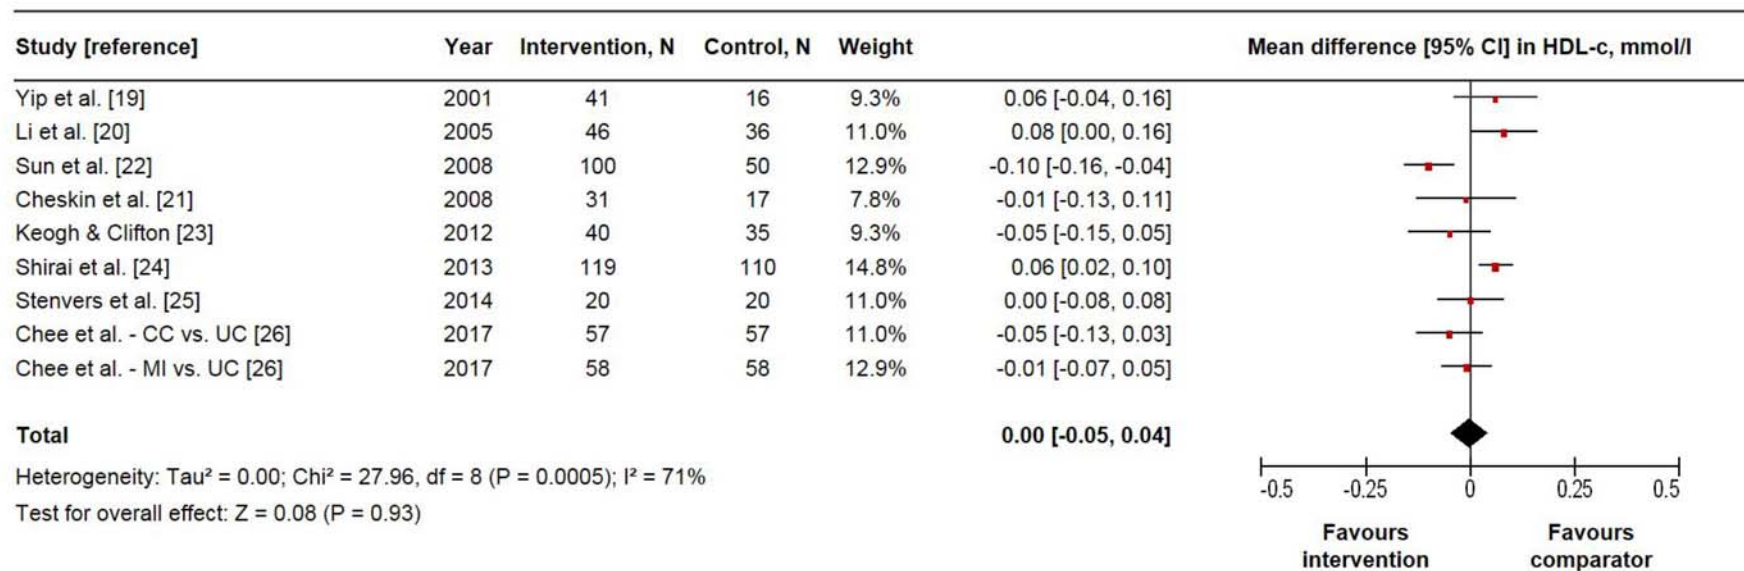 Study [reference] Year Intervention, N Control, N Weight Mean difference [95% CI] in HDL-c, mmol/l
Yip et al. [19] 2001 41 16 9.3% 0.06 [-0.04, 0.16]
Li et al. [20] 2005 46 36 11.0% 0.08 [0.00, 0.16]
Sun et al. [22] 2008 100 50 12.9% -0.10 [-0.16, -0.04]
Cheskin et al. [21] 2008 31 17 7.8% -0.01 [-0.13, 0.11]
Keogh & Clifton [23] 2012 40 35 9.3% -0.05 [-0.15, 0.05]
Shirai et al. [24] 2013 119 110 14.8% 0.06 [0.02, 0.10]
Stenvers et al. [25] 2014 20 20 11.0% 0.00 [-0.08, 0.08]
Chee et al. - CC vs. UC [26] 2017 57 57 11.0% -0.05 [-0.13, 0.03]
Chee et al. - MI vs. UC [26] 2017 58 58 12.9% -0.01 [-0.07, 0.05]
Total 0.00 [-0.05, 0.04]
Heterogeneity: Tau² = 0.00; Chi² = 27.96, df = 8 (P = 0.0005); I² = 71%
Test for overall effect: Z = 0.08 (P = 0.93)
-0.5 -0.25 0 0.25 0.5
Favours intervention
Favours comparator